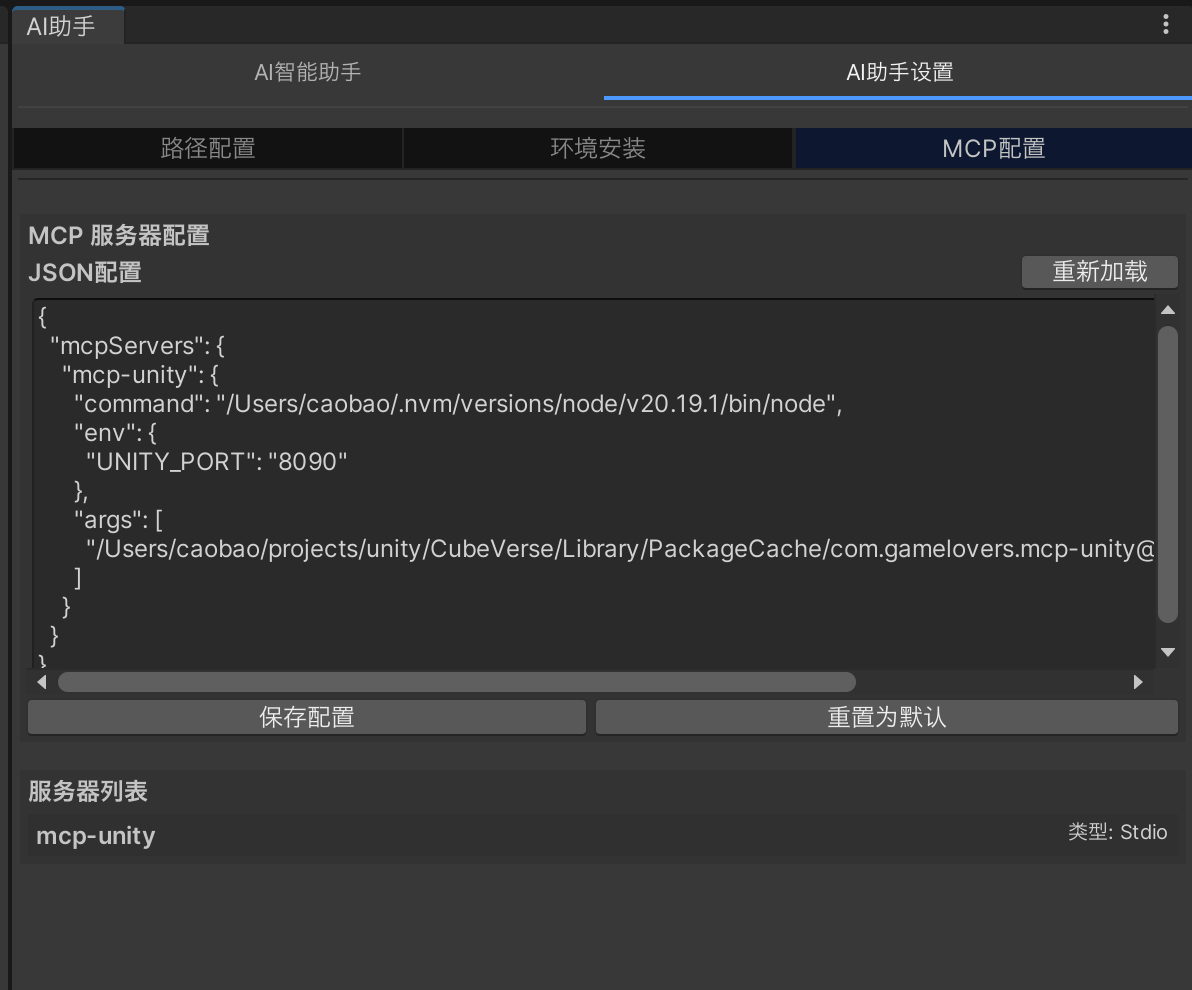 AI助手
AI智能助手
AI助手设置
路径配置
环境安装
MCP配置
MCP 服务器配置
JSON配置
重新加载
{
"mcpServers": {
"mcp-unity": {
"command": "/Users/caobao/.nvm/versions/node/v20.19.1/bin/node",
"env": {
"UNITY_PORT": "8090"
},
"args": [
"/Users/caobao/projects/unity/CubeVerse/Library/PackageCache/com.gamelovers.mcp-unity@
]
}
}
}
保存配置
重置为默认
服务器列表
mcp-unity
类型: Stdio